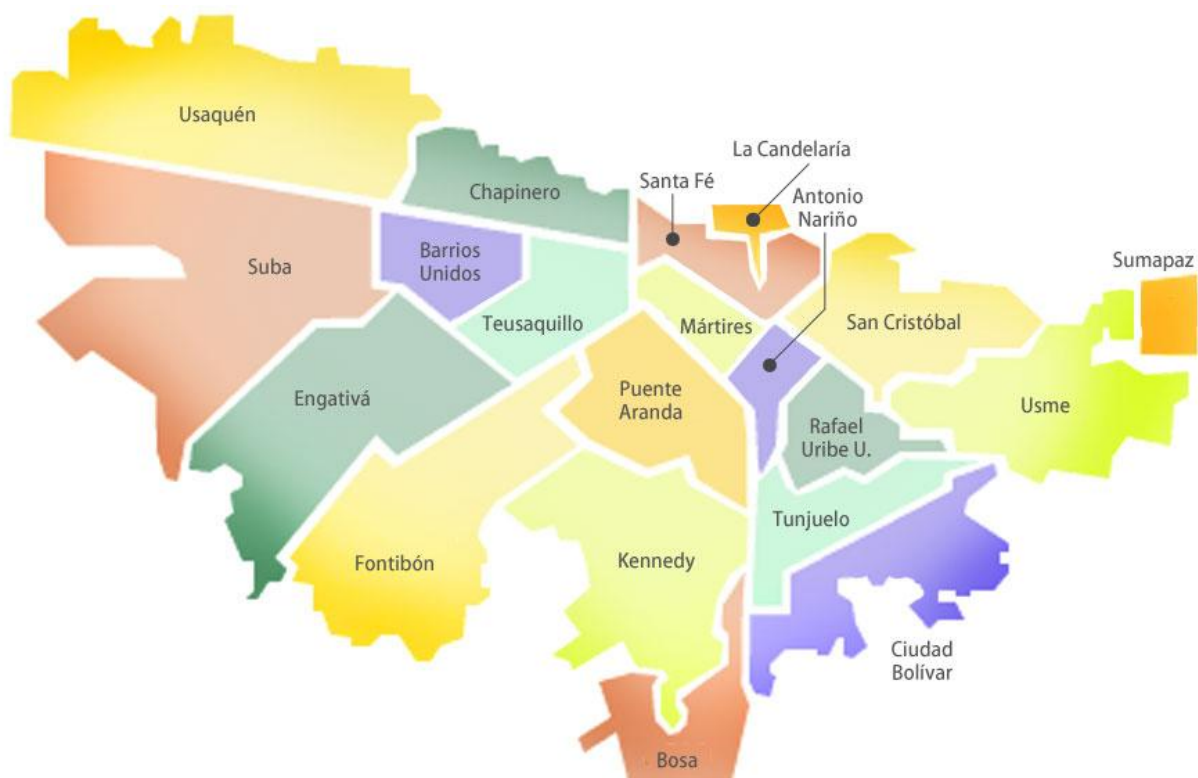 Usaquén
La Candelaría
Santa Fé
Antonio
Nariño
Chapinero
Barrios
Unidos
Suba
Sumapaz
Teusaquillo
Mártires
San Cristóbal
Engativá
Puente
Aranda
Usme
Rafael
Uribe U.
Tunjuelo
Fontibón
Kennedy
Ciudad
Bolívar
Bosa